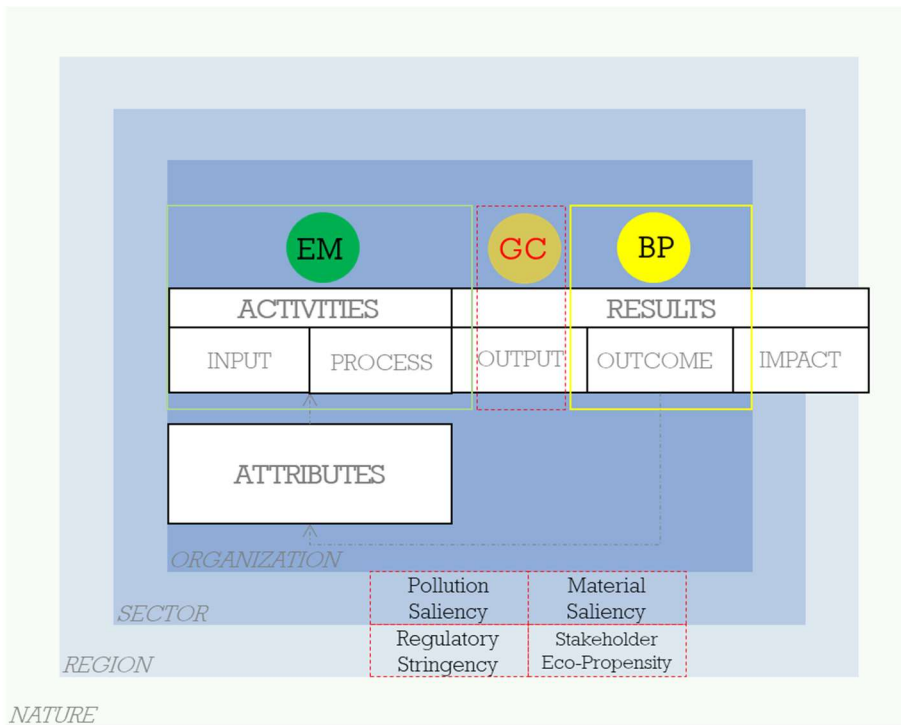 EM
GC
BP
ACTIVITIES
RESULTS
INPUT
PROCESS
OUTPUT
OUTCOME
IMPACT
ATTRIBUTES
ORGANIZATION
Pollution
Saliency
Material
Saliency
SECTOR
Regulatory
Stringency
Stakeholder
Eco-Propensity
REGION
NATURE